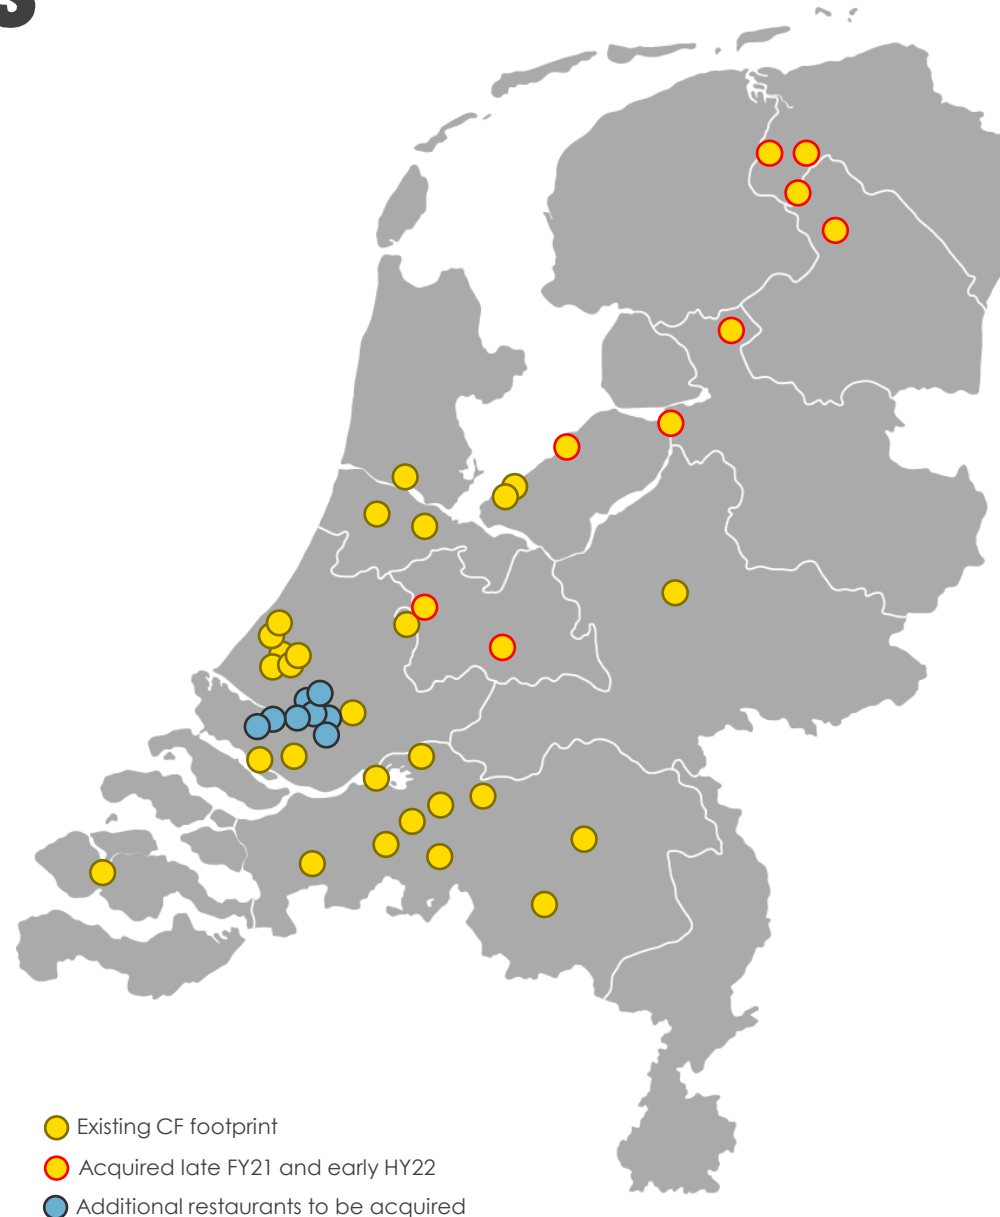 s
Existing CF footprint
Acquired late FY21 and early HY22
Additional restaurants to be acquired